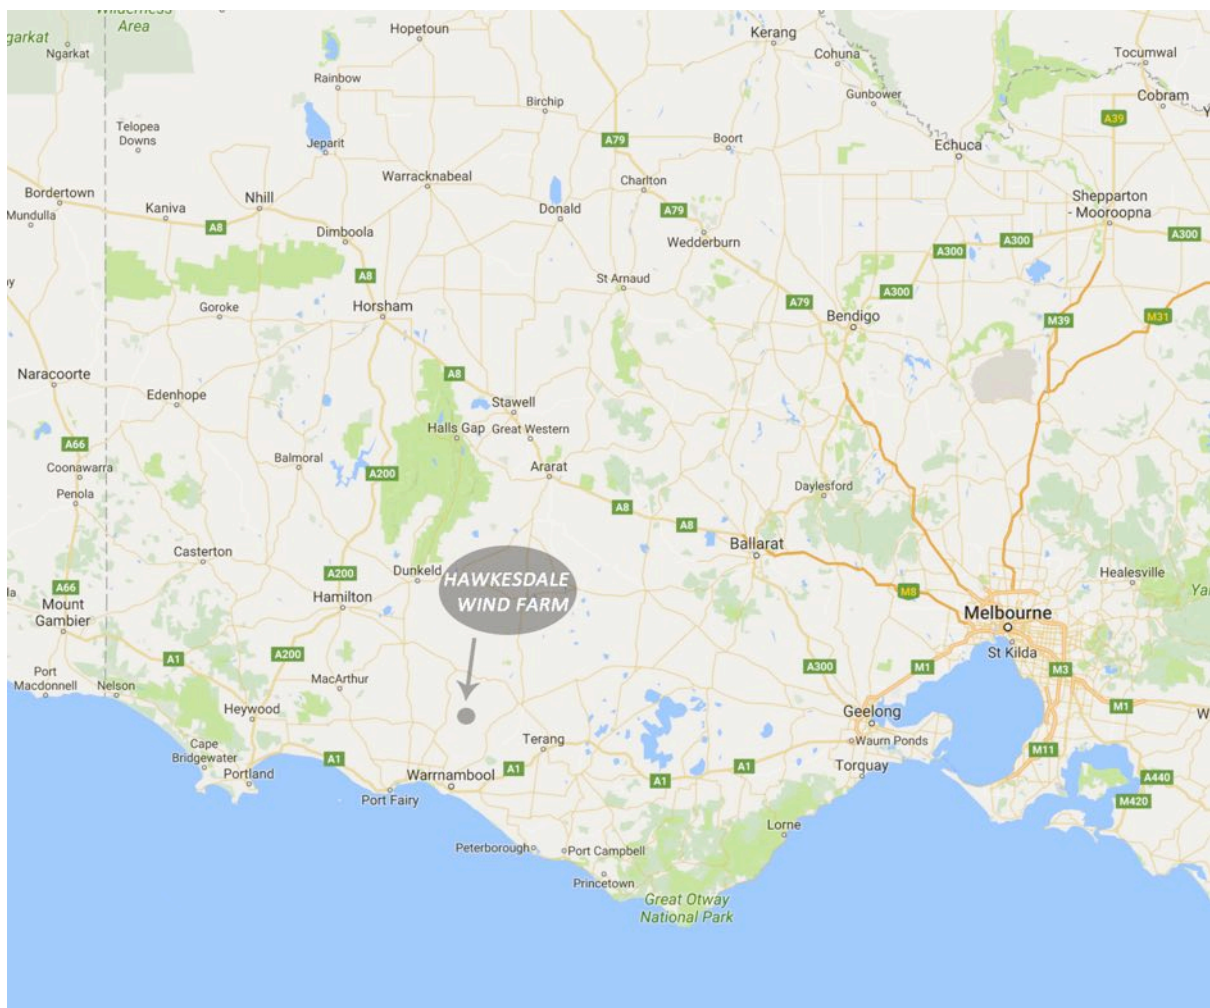 Wilderness
Area
garkat
Ngarkat
Hopetoun
Kerang
Cohuna
Tocumwal
Rainbow
Birchip
Gunbower
Cobram
A39
Y
Telopea
Downs
Jeparit
A79
Boort
Echuca
Warracknabeal
Charlton
Shepparton
- Mooroopna
Bordertown
Nhill
Mundulla
Kaniva
A8
Donald
A79
Dimboola
Wedderburn
A300
A300
A300
A8
St Arnaud
A300
ay
Goroke
Horsham
A79
Bendigo
M39
M31
Naracoorte
A8
Edenhope
Stawell
A66
Halls Gap
Great Western
Coonawarra
Balmoral
A200
Ararat
Penola
Daylesford
A8
A8
Casterton
Ballarat
A200
Dunkeld
HAWKESDALE
WIND FARM
Healesville
A66
la
Mount
Gambier
Hamilton
M8
Melbourne
Ya
St Kilda
A1
A200
A300
M1
M3
Port
Macdonnell
Nelson
MacArthur
Heywood
Geelong
M1
W
Cape
Bridgewater
Terang
Waurn Ponds
M11
A1
Portland
Warrnambool
A1
A1
A1
Torquay
A440
Port Fairy
M420
Lorne
Peterborough
Port Campbell
Princetown
Great Otway
National Park